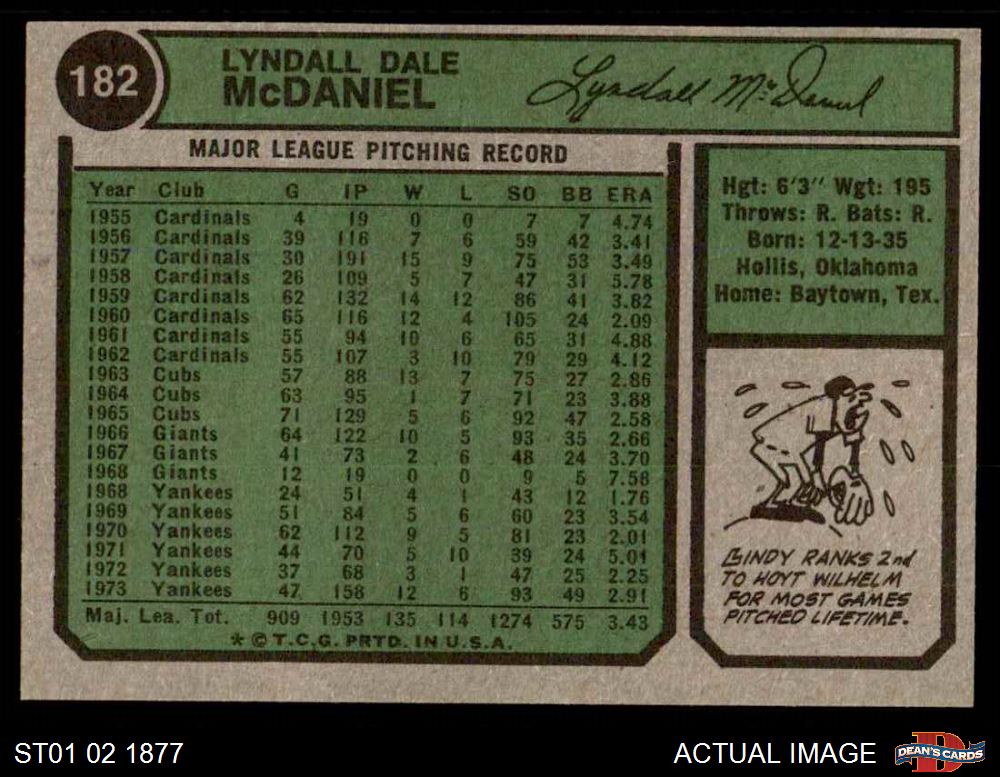 182
LYNDALL DALE
McDANIEL
Lyndall McDaniel
MAJOR LEAGUE PITCHING RECORD
Year Club G IP W L SO BB ERA
1955 Cardinals 4 19 0 0 7 7 4.74
1956 Cardinals 39 116 7 6 59 42 3.41
1957 Cardinals 30 191 15 9 75 53 3.49
1958 Cardinals 26 109 5 7 47 31 5.78
1959 Cardinals 62 132 14 12 86 41 3.82
1960 Cardinals 65 116 12 4 105 24 2.09
1961 Cardinals 55 94 10 6 65 31 4.88
1962 Cardinals 55 107 3 10 79 29 4.12
1963 Cubs 57 88 13 7 75 27 2.86
1964 Cubs 63 95 1 7 71 23 3.88
1965 Cubs 71 129 5 6 92 47 2.58
1966 Giants 64 122 10 5 93 35 2.66
1967 Giants 41 73 2 6 48 24 3.70
1968 Giants 12 19 0 0 9 5 7.58
1968 Yankees 24 51 4 1 43 12 1.76
1969 Yankees 51 84 5 6 60 23 3.54
1970 Yankees 62 112 9 5 81 23 2.01
1971 Yankees 44 70 5 10 39 24 5.01
1972 Yankees 37 68 3 1 47 25 2.25
1973 Yankees 47 158 12 6 93 49 2.91
Maj. Lea. Tot. 909 1953 135 114 1274 575 3.43
* © T.C.G. PRTD. IN U.S.A.
Hgt: 6'3" Wgt: 195
Throws: R. Bats: R.
Born: 12-13-35
Hollis, Oklahoma
Home: Baytown, Tex.
LINDY RANKS 2nd
TO HOYT WILHELM
FOR MOST GAMES
PITCHED LIFETIME.
ST01 02 1877
ACTUAL IMAGE
D
DEAN'S CARDS